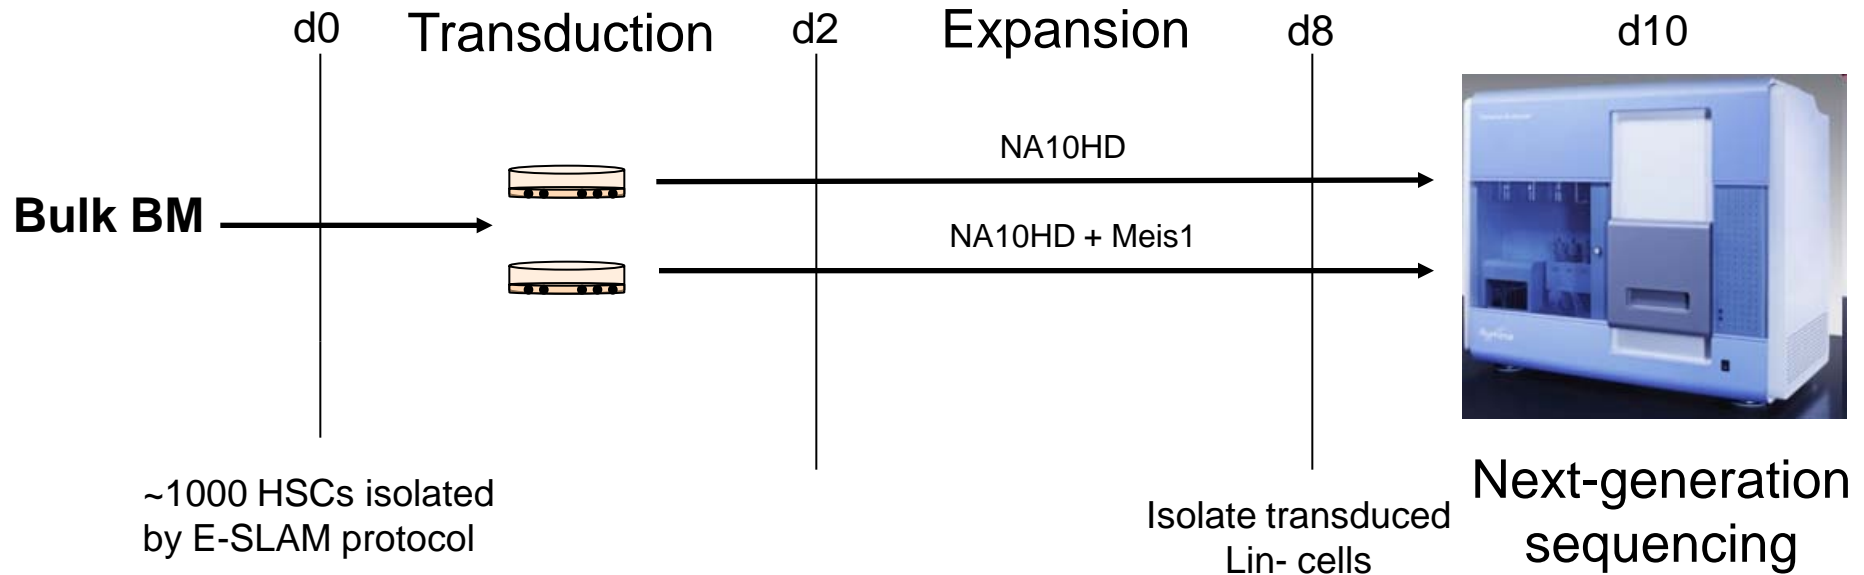 d0 Transduction d2 Expansion d8 d10
NA10HD
Bulk BM
NA10HD + Meis1
~1000 HSCs isolated
by E-SLAM protocol
Isolate transduced
Lin- cells
Next-generation
sequencing